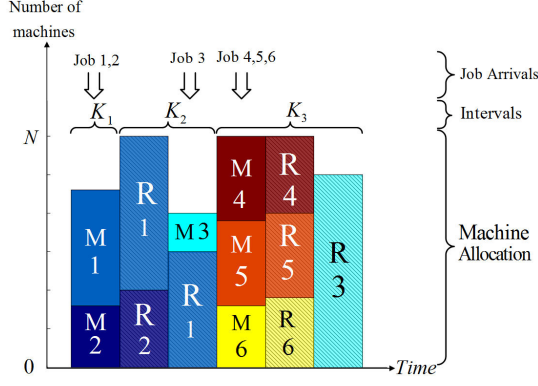 Number of
machines
Job 1,2
Job 3
Job 4,5,6
Job Arrivals
K1
K2
K3
Intervals
N
M
1
M
2
R
1
R
2
M 3
R
1
M
4
M
5
M
6
R
4
R
5
R
6
R
3
Machine
Allocation
0
Time